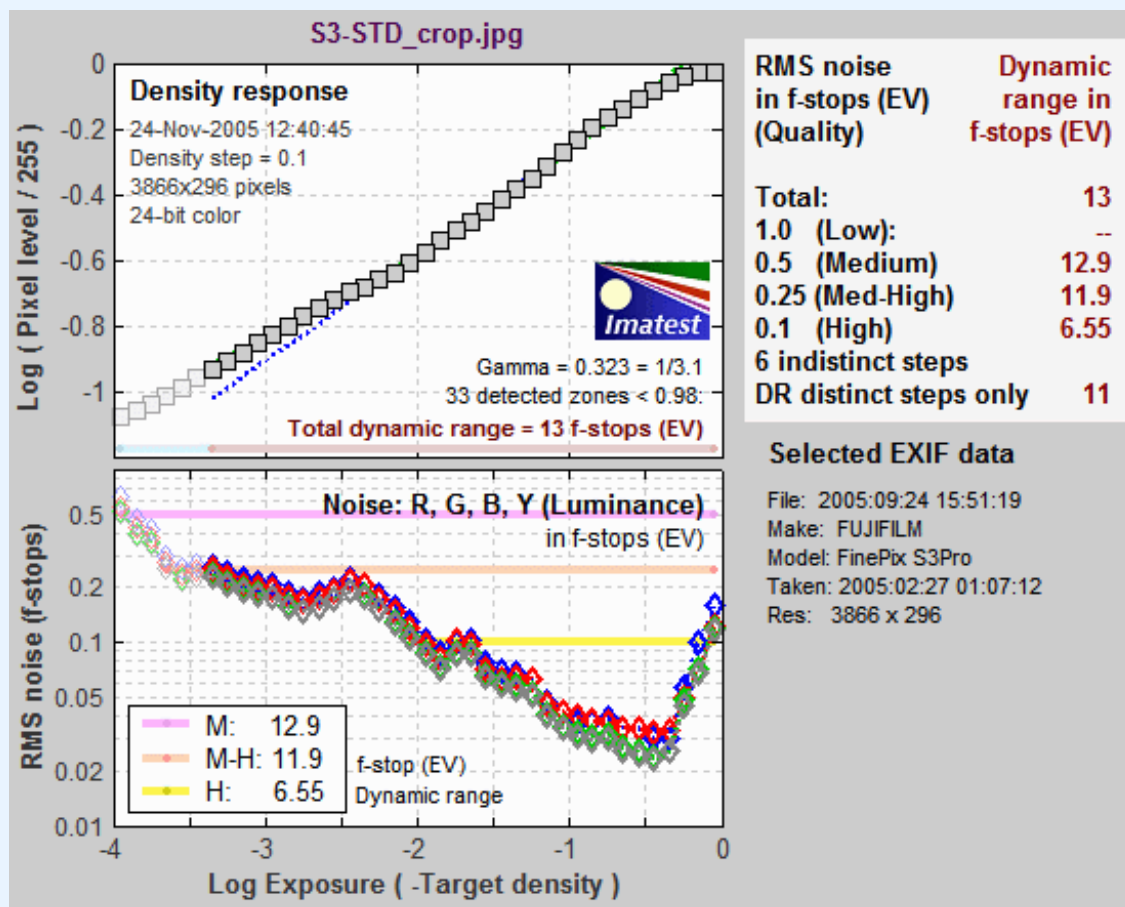 S3-STD_crop.jpg
Density response
24-Nov-2005 12:40:45
Density step = 0.1
3866x296 pixels
24-bit color
0
-0.2
-0.4
-0.6
-0.8
-1
Log ( Pixel level / 255 )
Imatest
Gamma = 0.323 = 1/3.1
33 detected zones < 0.98:
Total dynamic range = 13 f-stops (EV)
Noise: R, G, B, Y (Luminance)
in f-stops (EV)
0.5
0.2
0.1
0.05
0.02
0.01
RMS noise (f-stops)
M: 12.9
M-H: 11.9
H: 6.55
f-stop (EV)
Dynamic range
-4
-3
-2
-1
0
Log Exposure ( -Target density )
RMS noise Dynamic
in f-stops (EV) range in
(Quality) f-stops (EV)
Total: 13
1.0 (Low): --
0.5 (Medium) 12.9
0.25 (Med-High) 11.9
0.1 (High) 6.55
6 indistinct steps
DR distinct steps only 11
Selected EXIF data
File: 2005:09:24 15:51:19
Make: FUJIFILM
Model: FinePix S3Pro
Taken: 2005:02:27 01:07:12
Res: 3866 x 296